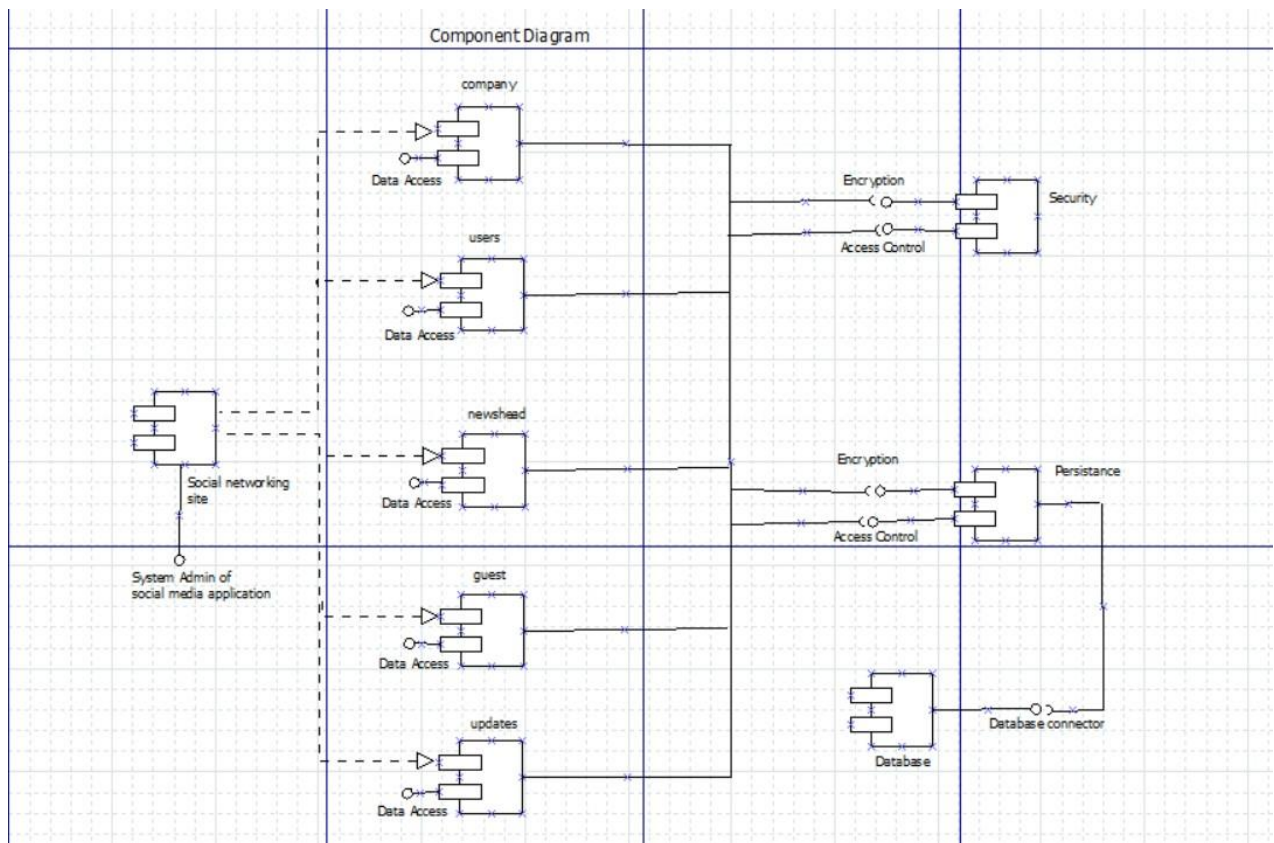 Component Diagram
company
Data Access
Encryption
Security
Access Control
users
Data Access
newshead
Data Access
Encryption
Persistance
Access Control
Social networking
site
System Admin of
social media application
guest
Data Access
updates
Data Access
Database connector
Database